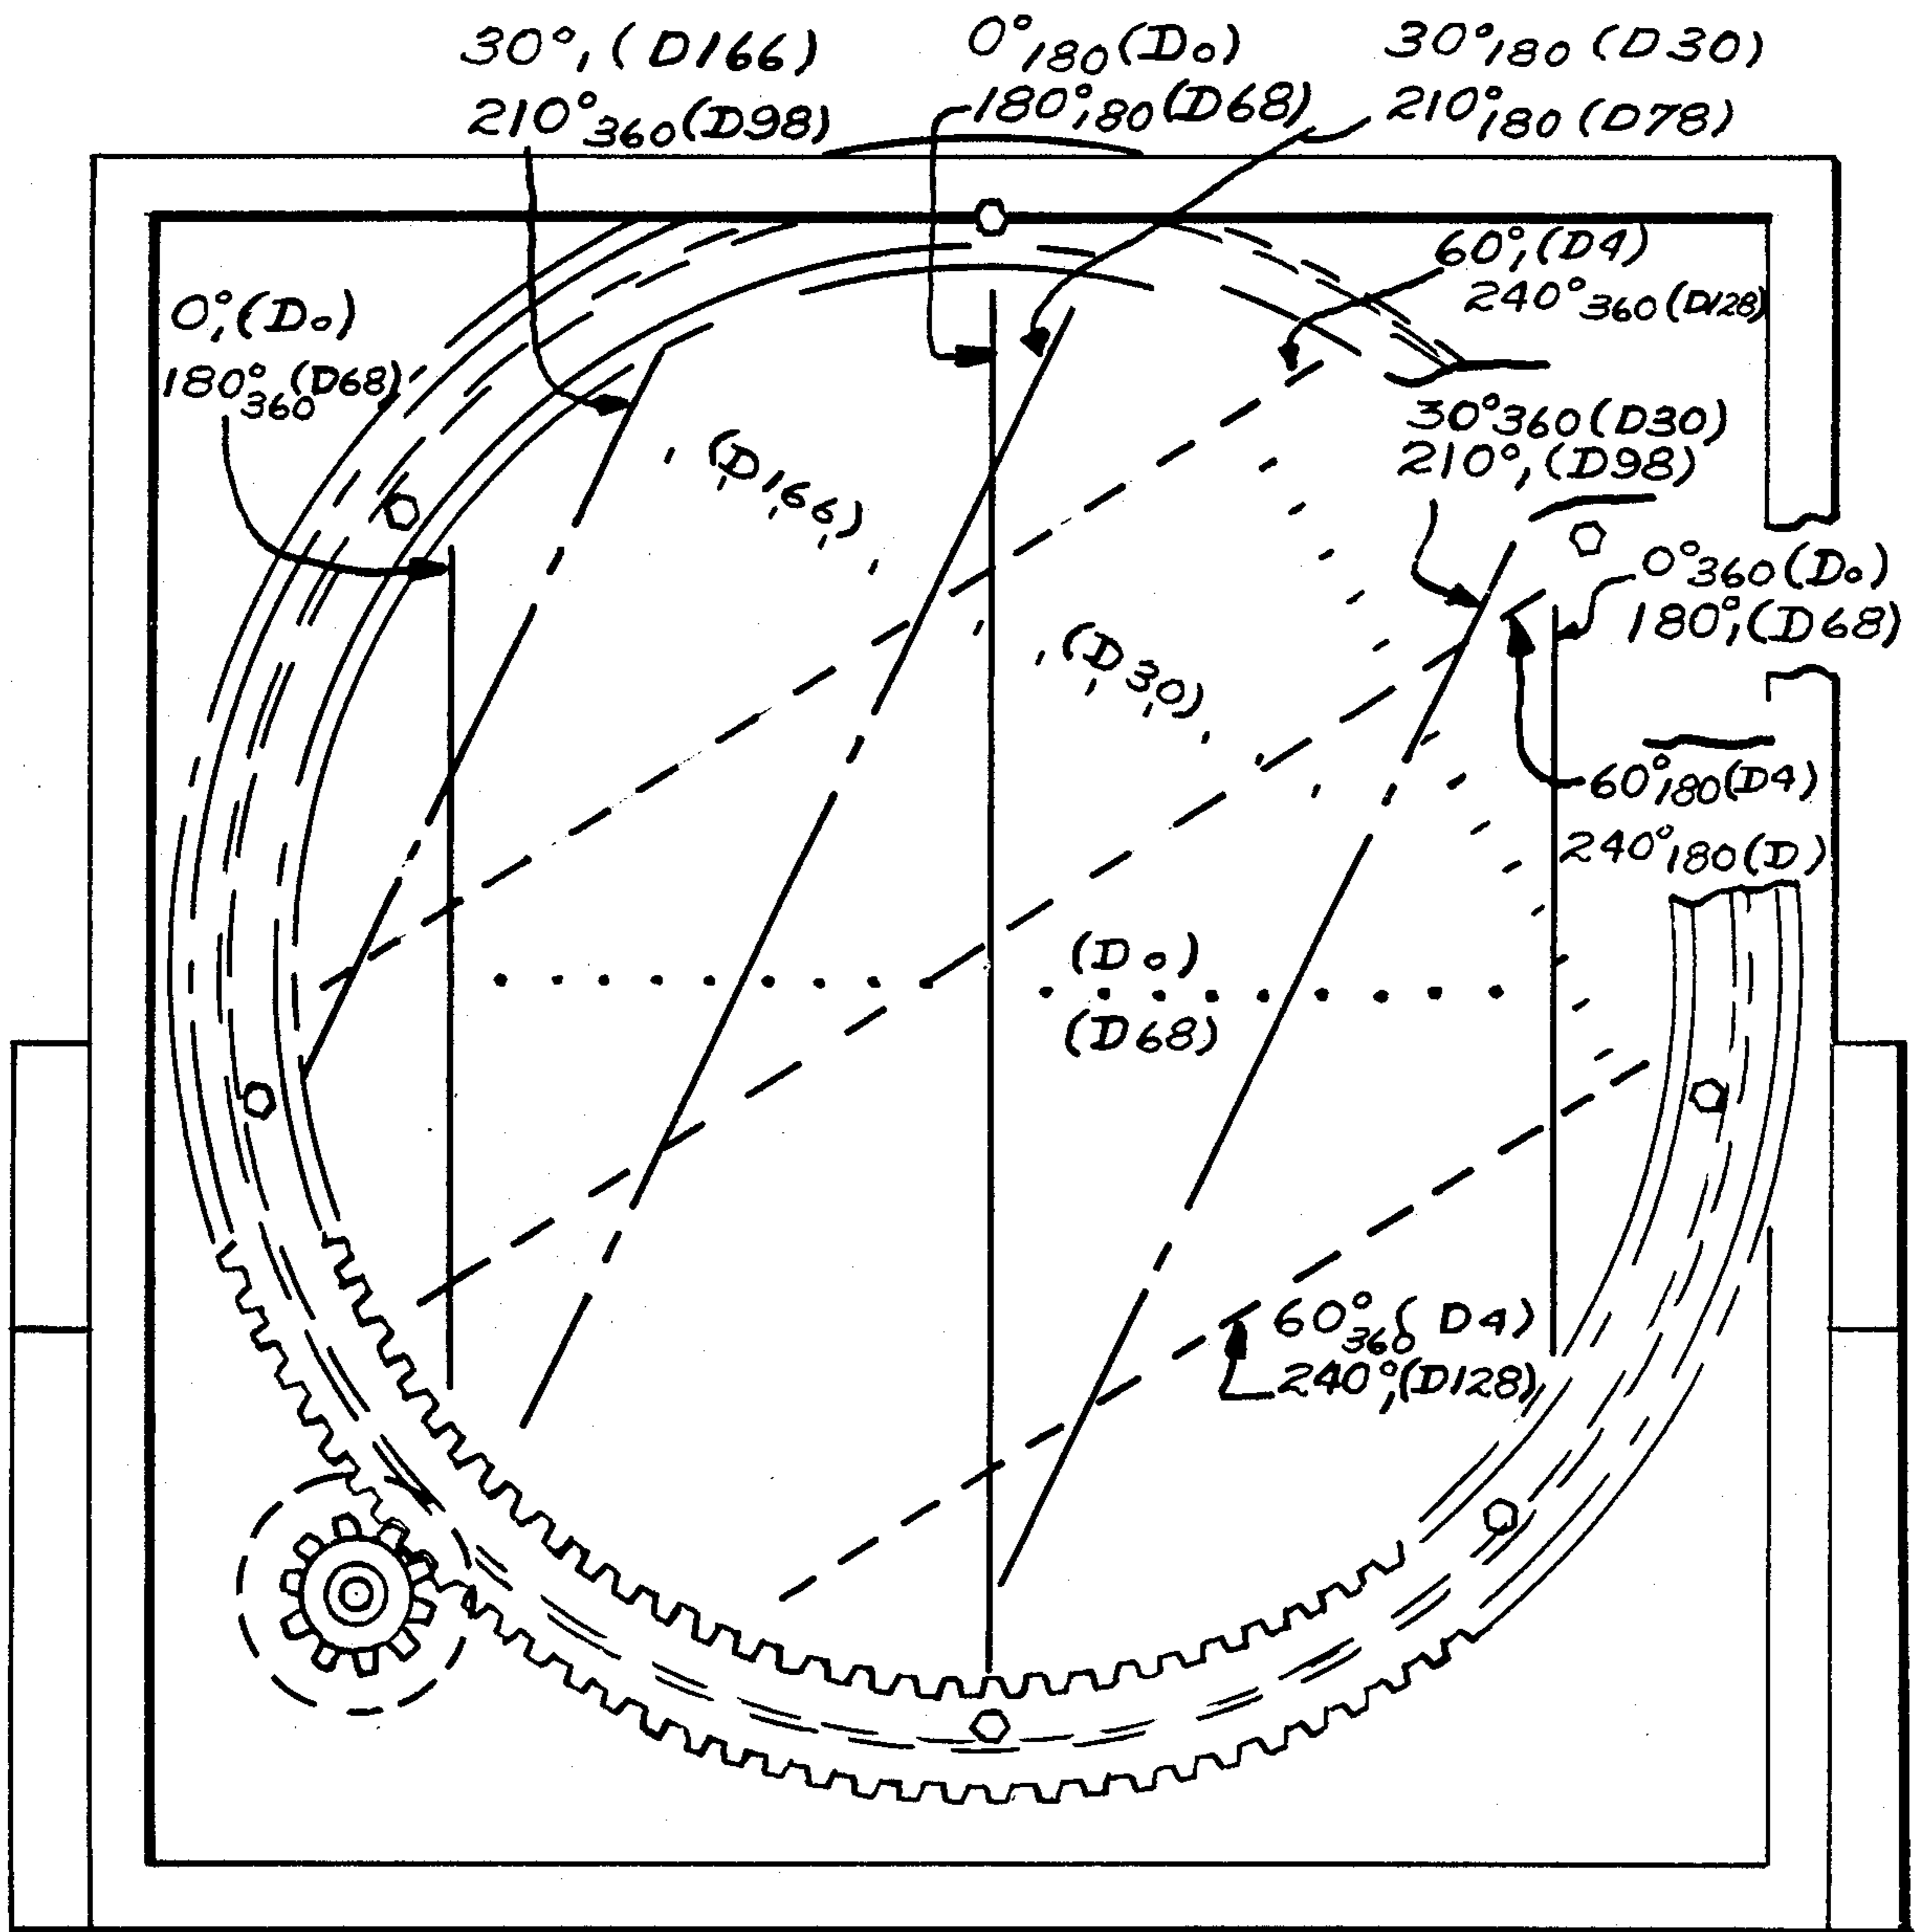 30°, (D166)
210°360 (D98)
0°180 (D0)
180°180 (D68)
30°180 (D30)
210°180 (D78)
60°, (D4)
240°360 (D128)
0°, (D0)
180°360 (D68)
(D166)
30°360 (D30)
210°, (D98)
0°360 (D0)
180°, (D68)
(D30)
60°180 (D4)
240°180 (D)
(D0)
(D68)
60°360 (D4)
240°, (D128)